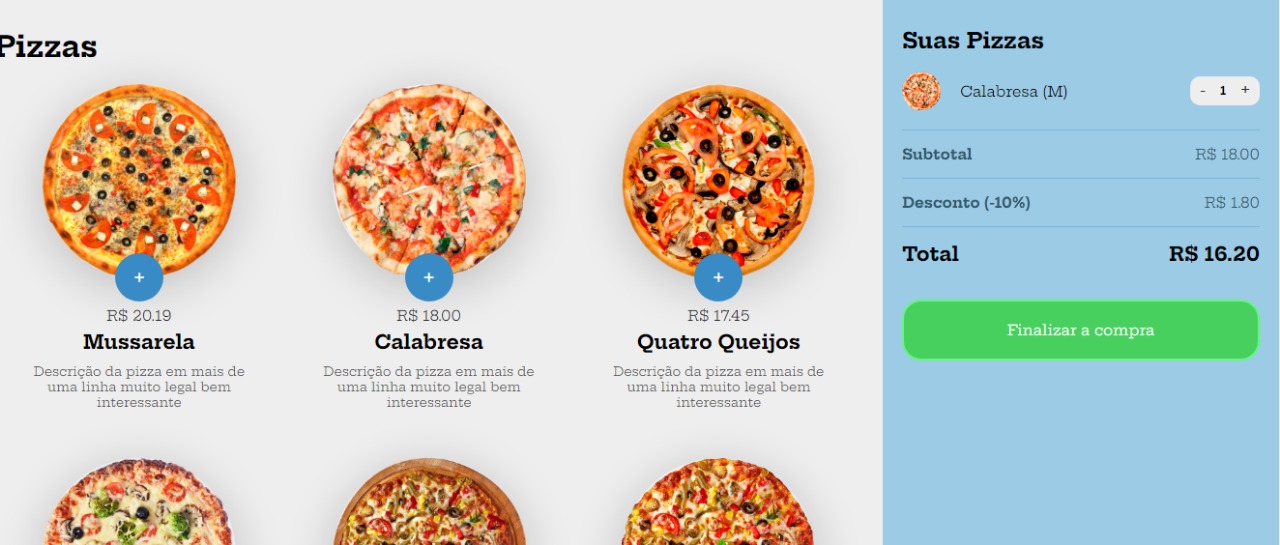 Pizzas
+
+
+
R$ 20.19
R$ 18.00
R$ 17.45
Mussarela
Calabresa
Quatro Queijos
Descrição da pizza em mais de
uma linha muito legal bem
interessante
Descrição da pizza em mais de
uma linha muito legal bem
interessante
Descrição da pizza em mais de
uma linha muito legal bem
interessante
Suas Pizzas
Calabresa (M)
- 1 +
Subtotal R$ 18.00
Desconto (-10%) R$ 1.80
Total R$ 16.20
Finalizar a compra